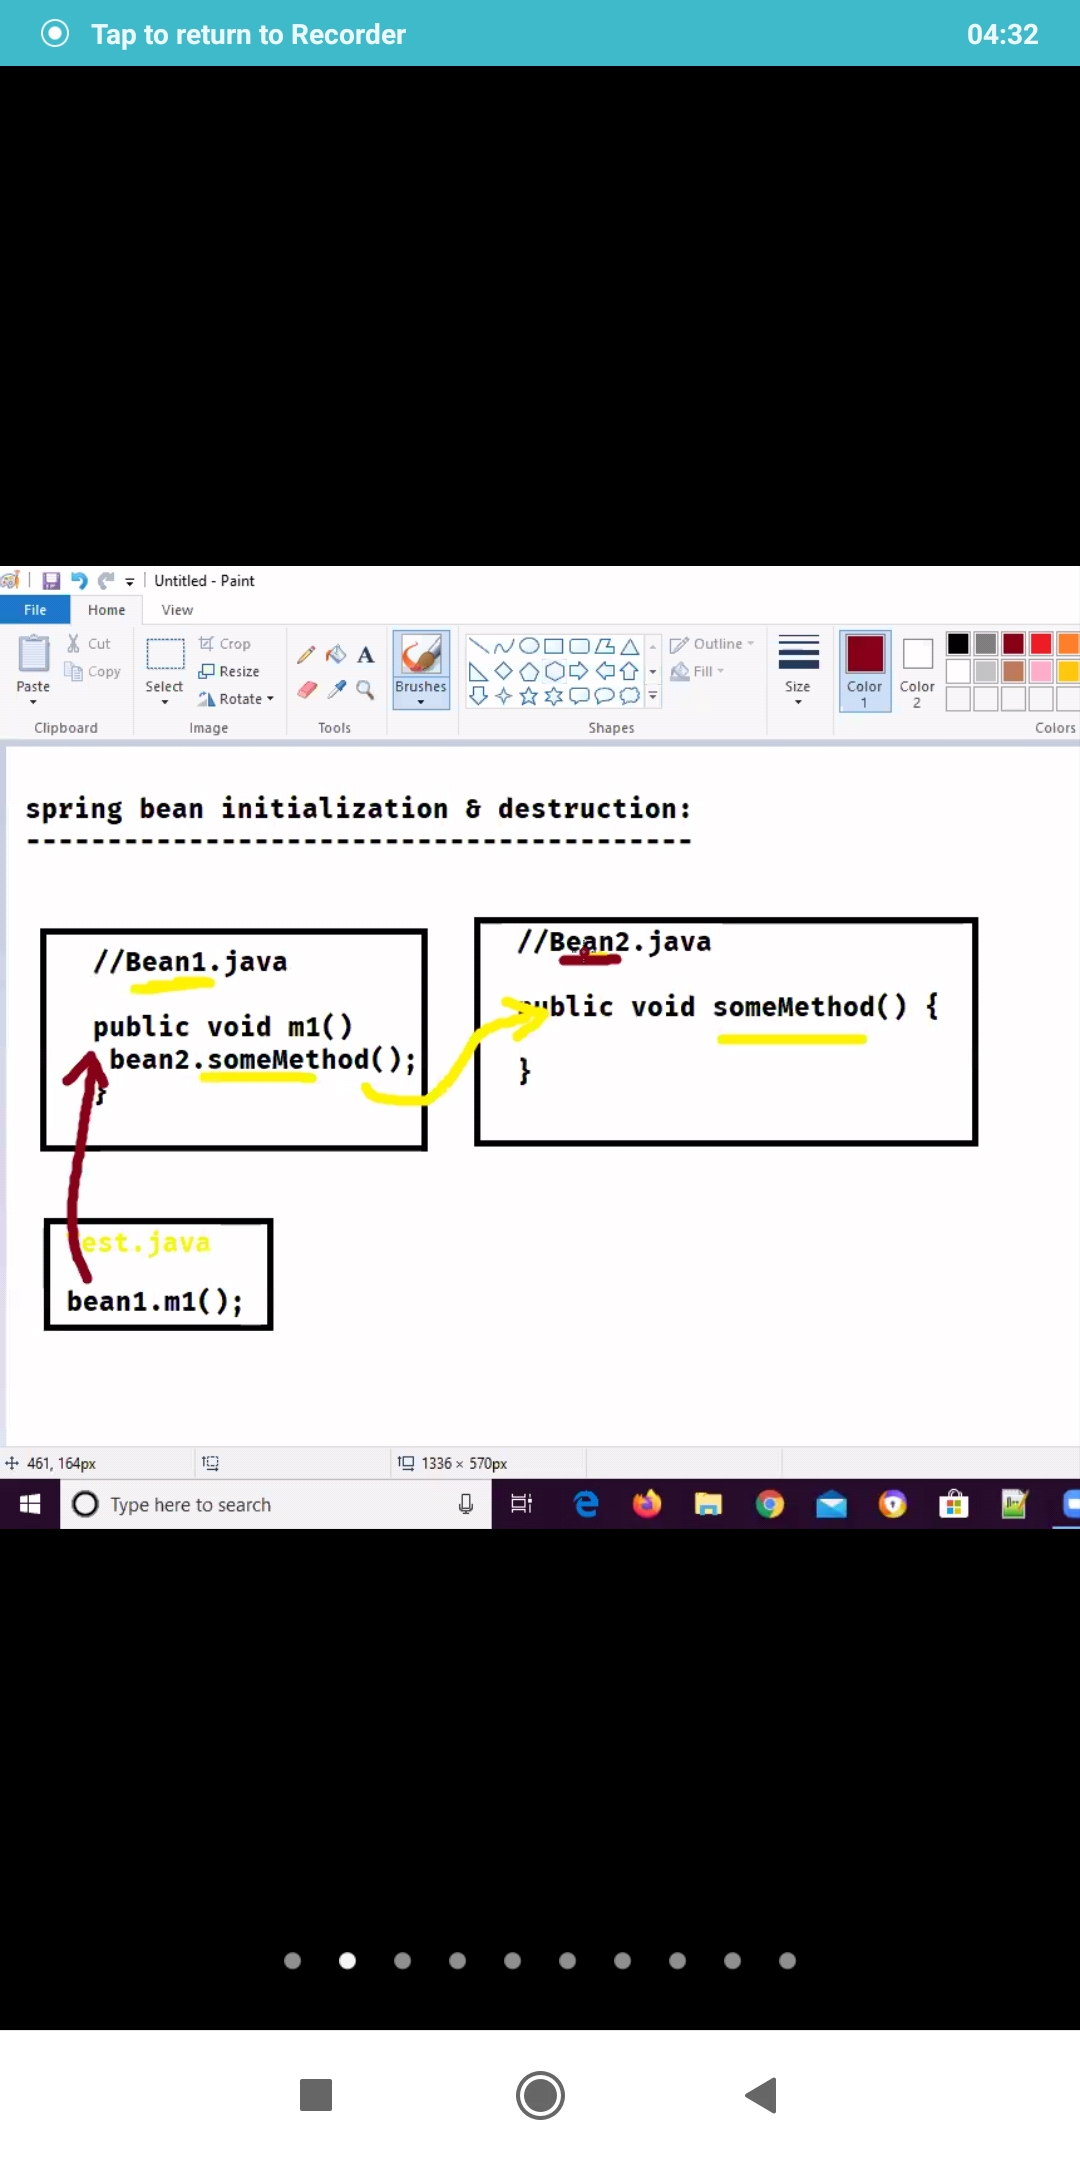 Tap to return to Recorder 04:32
Untitled - Paint
File Home View
Paste Cut Copy Select Crop Resize Rotate Brushes Outline Fill Size Color 1 Color 2
Clipboard Image Tools Shapes Colors
spring bean initialization & destruction:
-----------------------------------------
//Bean1.java
public void m1()
bean2.someMethod();
}
//Bean2.java
public void someMethod() {
}
est.java
bean1.m1();
461, 164px 1336 × 570px
Type here to search